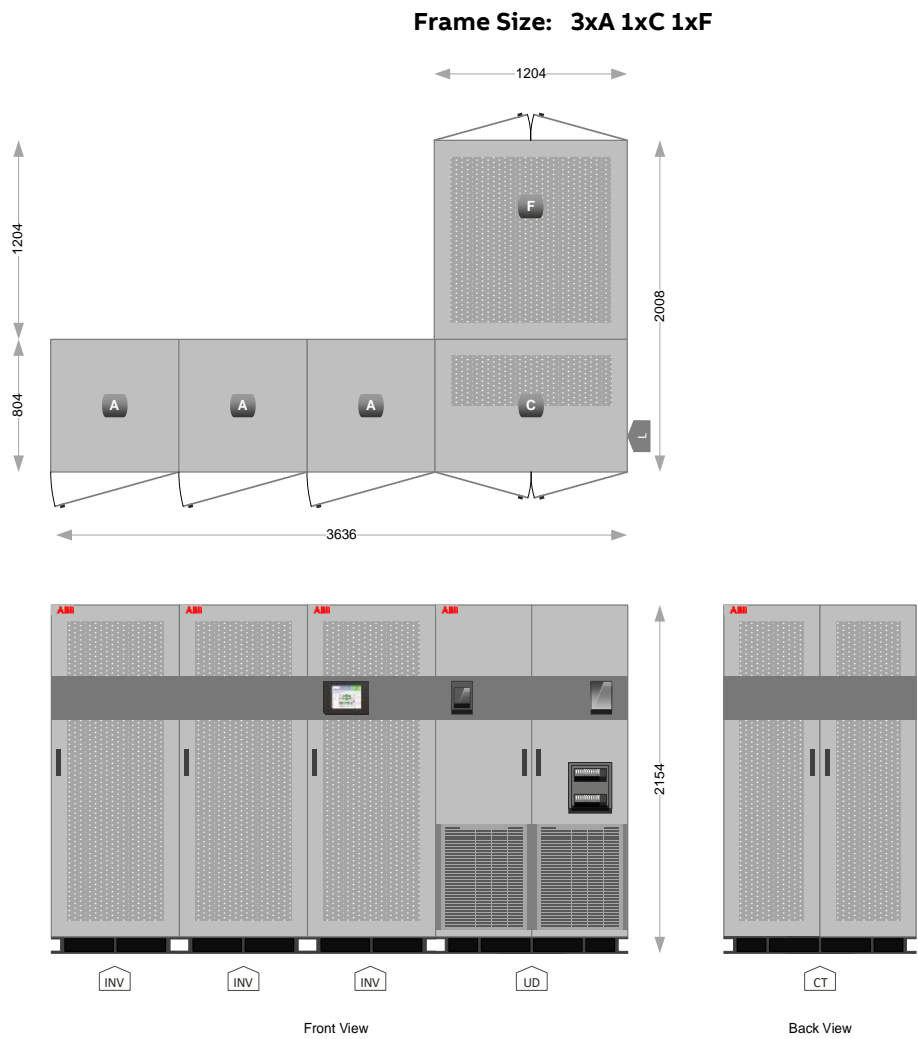 Frame Size: 3xA 1xC 1xF
1204
F
1204
2008
804
A
A
A
C
L
3636
ABB
ABB
ABB
ABB
ABB
2154
INV
INV
INV
UD
CT
Front View
Back View